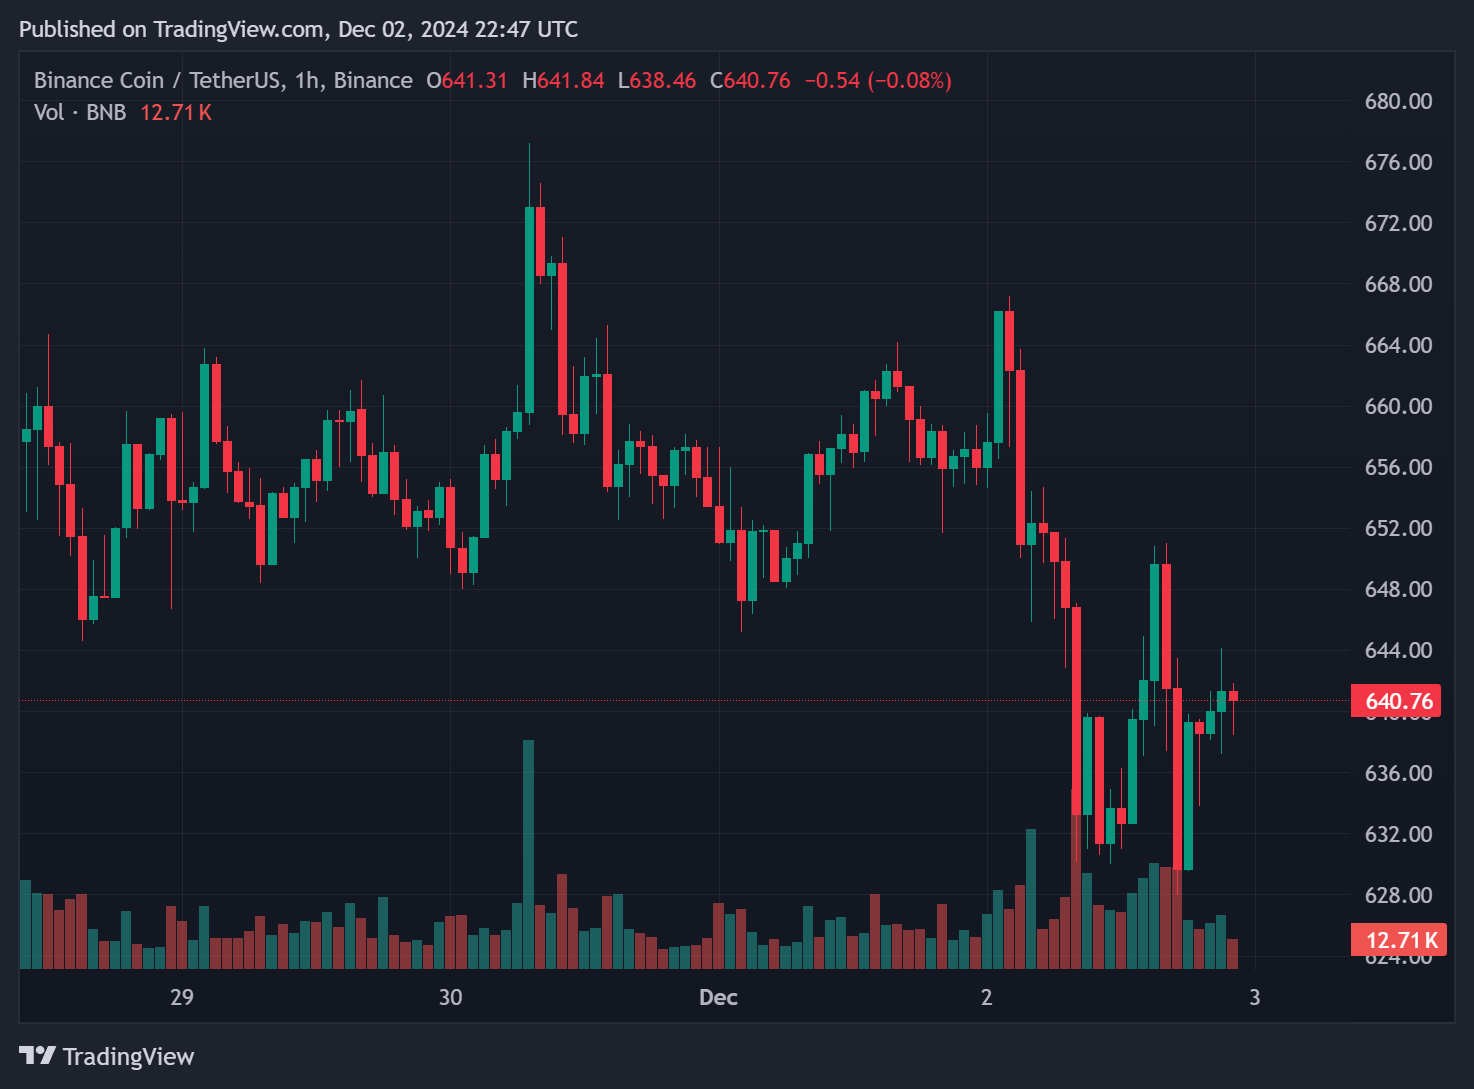 Published on TradingView.com, Dec 02, 2024 22:47 UTC
Binance Coin / TetherUS, 1h, Binance O641.31 H641.84 L638.46 C640.76 −0.54 (−0.08%)
Vol · BNB 12.71K
680.00
676.00
672.00
668.00
664.00
660.00
656.00
652.00
648.00
644.00
640.76
636.00
632.00
628.00
12.71K
624.00
29 30 Dec 2 3
TradingView